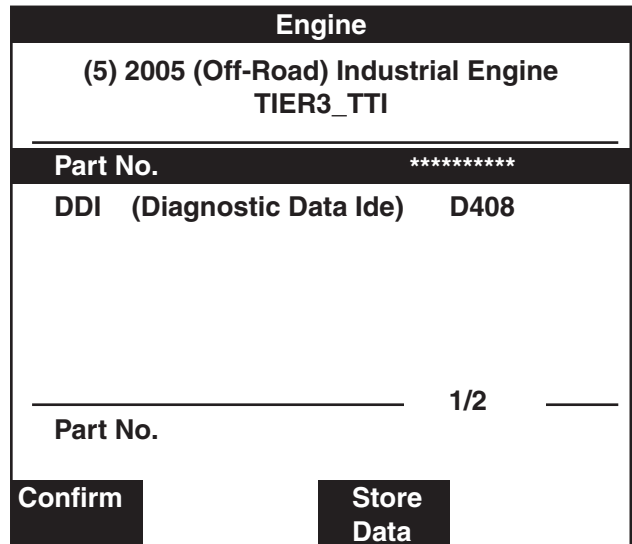 Engine
(5) 2005 (Off-Road) Industrial Engine
TIER3_TTI
Part No. **********
DDI (Diagnostic Data Ide) D408
1/2
Part No.
Confirm Store
Data